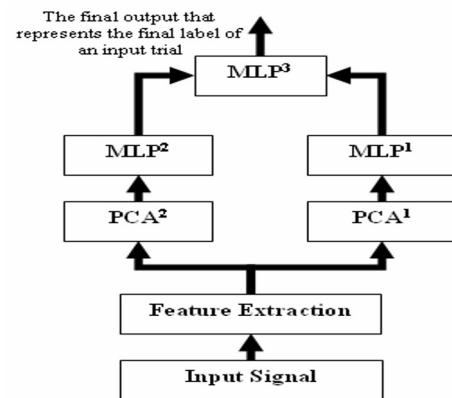 The final output that
represents the final label of
an input trial
MLP³
MLP² MLP¹
PCA² PCA¹
Feature Extraction
Input Signal